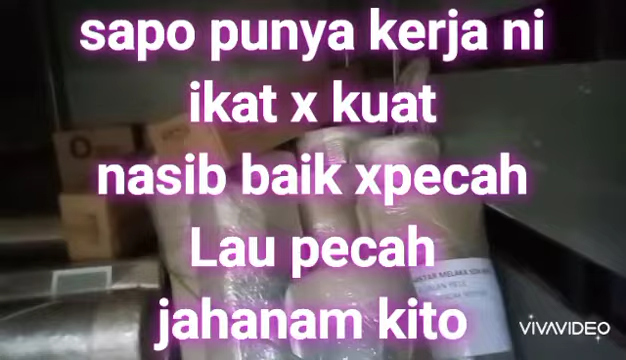 sapo punya kerja ni
ikat x kuat
nasib baik xpecah
Lau pecah
jahanam kito
VIVAVIDEO